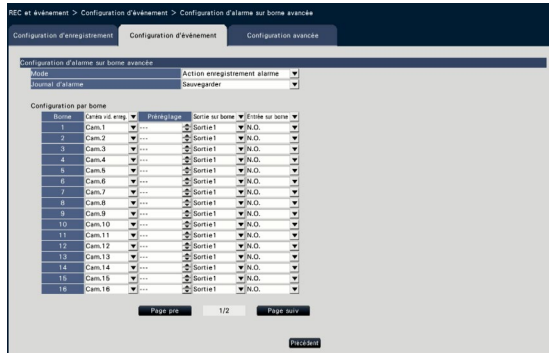 REC et événement > Configuration d'événement > Configuration d'alarme sur borne avancée
Configuration d'enregistrement Configuration d'événement Configuration avancée
Configuration d'alarme sur borne avancée
Mode Action enregistrement alarme
Journal d'alarme Sauvegarder
Configuration par borne
Borne Caméra vid. enreg. Préréglage Sortie sur borne Entrée sur borne
1 Cam.1 --- Sortie1 N.O.
2 Cam.2 --- Sortie1 N.O.
3 Cam.3 --- Sortie1 N.O.
4 Cam.4 --- Sortie1 N.O.
5 Cam.5 --- Sortie1 N.O.
6 Cam.6 --- Sortie1 N.O.
7 Cam.7 --- Sortie1 N.O.
8 Cam.8 --- Sortie1 N.O.
9 Cam.9 --- Sortie1 N.O.
10 Cam.10 --- Sortie1 N.O.
11 Cam.11 --- Sortie1 N.O.
12 Cam.12 --- Sortie1 N.O.
13 Cam.13 --- Sortie1 N.O.
14 Cam.14 --- Sortie1 N.O.
15 Cam.15 --- Sortie1 N.O.
16 Cam.16 --- Sortie1 N.O.
Page pre 1/2 Page suiv
Précédent